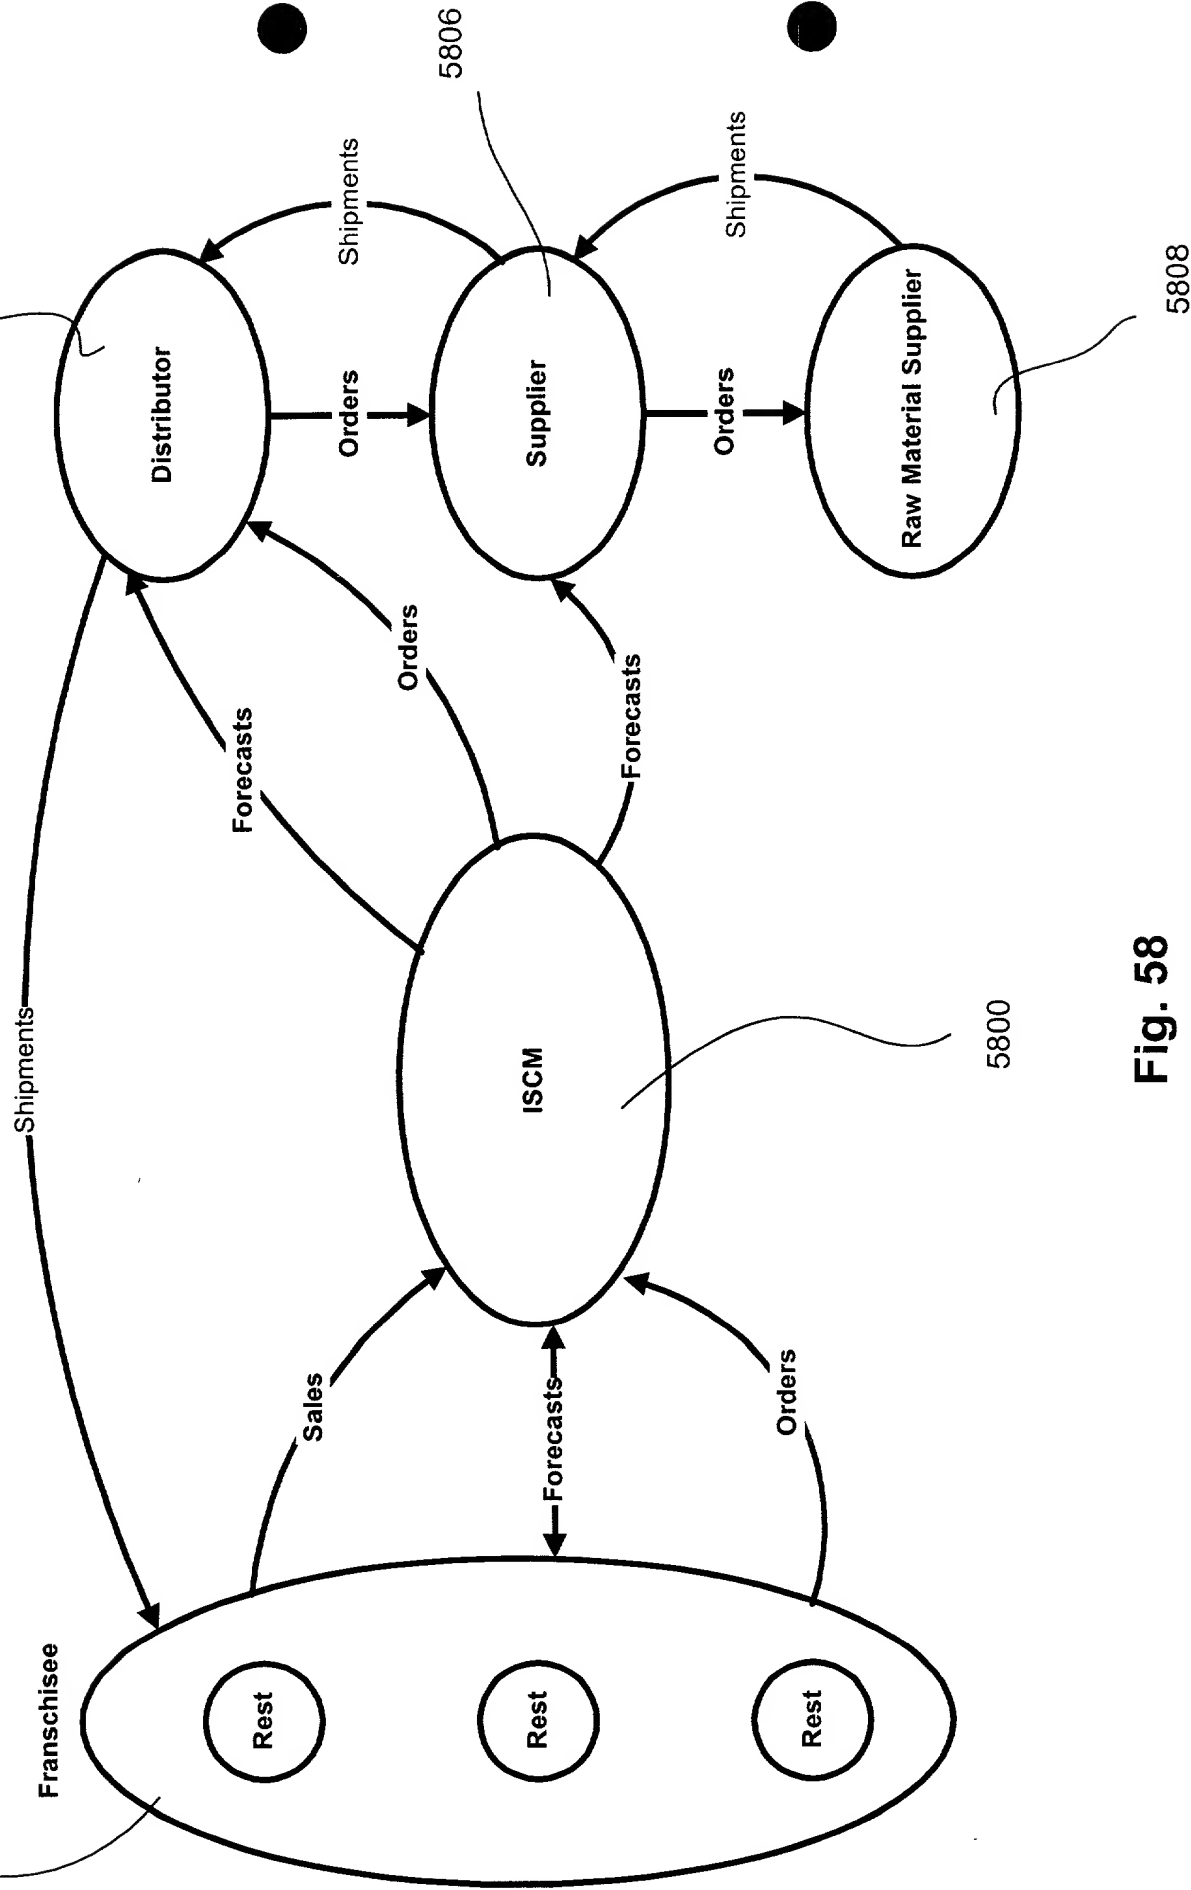 Shipments
Franschisee
Forecasts
Distributor
Sales
Orders
Orders
Shipments
Rest
Forecasts
ISCM
Supplier
5806
Rest
Forecasts
Orders
Shipments
Orders
Rest
Raw Material Supplier
5800
5808
Fig. 58